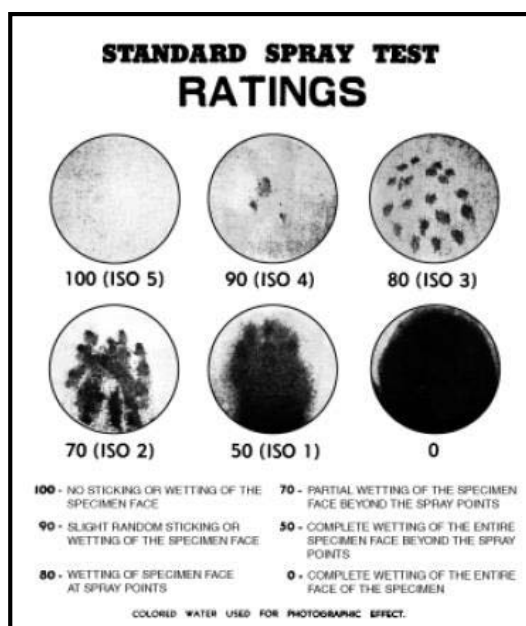 STANDARD SPRAY TEST
RATINGS
100 (ISO 5)
90 (ISO 4)
80 (ISO 3)
70 (ISO 2)
50 (ISO 1)
0
100 - NO STICKING OR WETTING OF THE
SPECIMEN FACE
90 - SLIGHT RANDOM STICKING OR
WETTING OF THE SPECIMEN FACE
80 - WETTING OF SPECIMEN FACE
AT SPRAY POINTS
70 - PARTIAL WETTING OF THE SPECIMEN
FACE BEYOND THE SPRAY POINTS
50 - COMPLETE WETTING OF THE ENTIRE
SPECIMEN FACE BEYOND THE SPRAY
POINTS
0 - COMPLETE WETTING OF THE ENTIRE
FACE OF THE SPECIMEN
COLORED WATER USED FOR PHOTOGRAPHIC EFFECT.